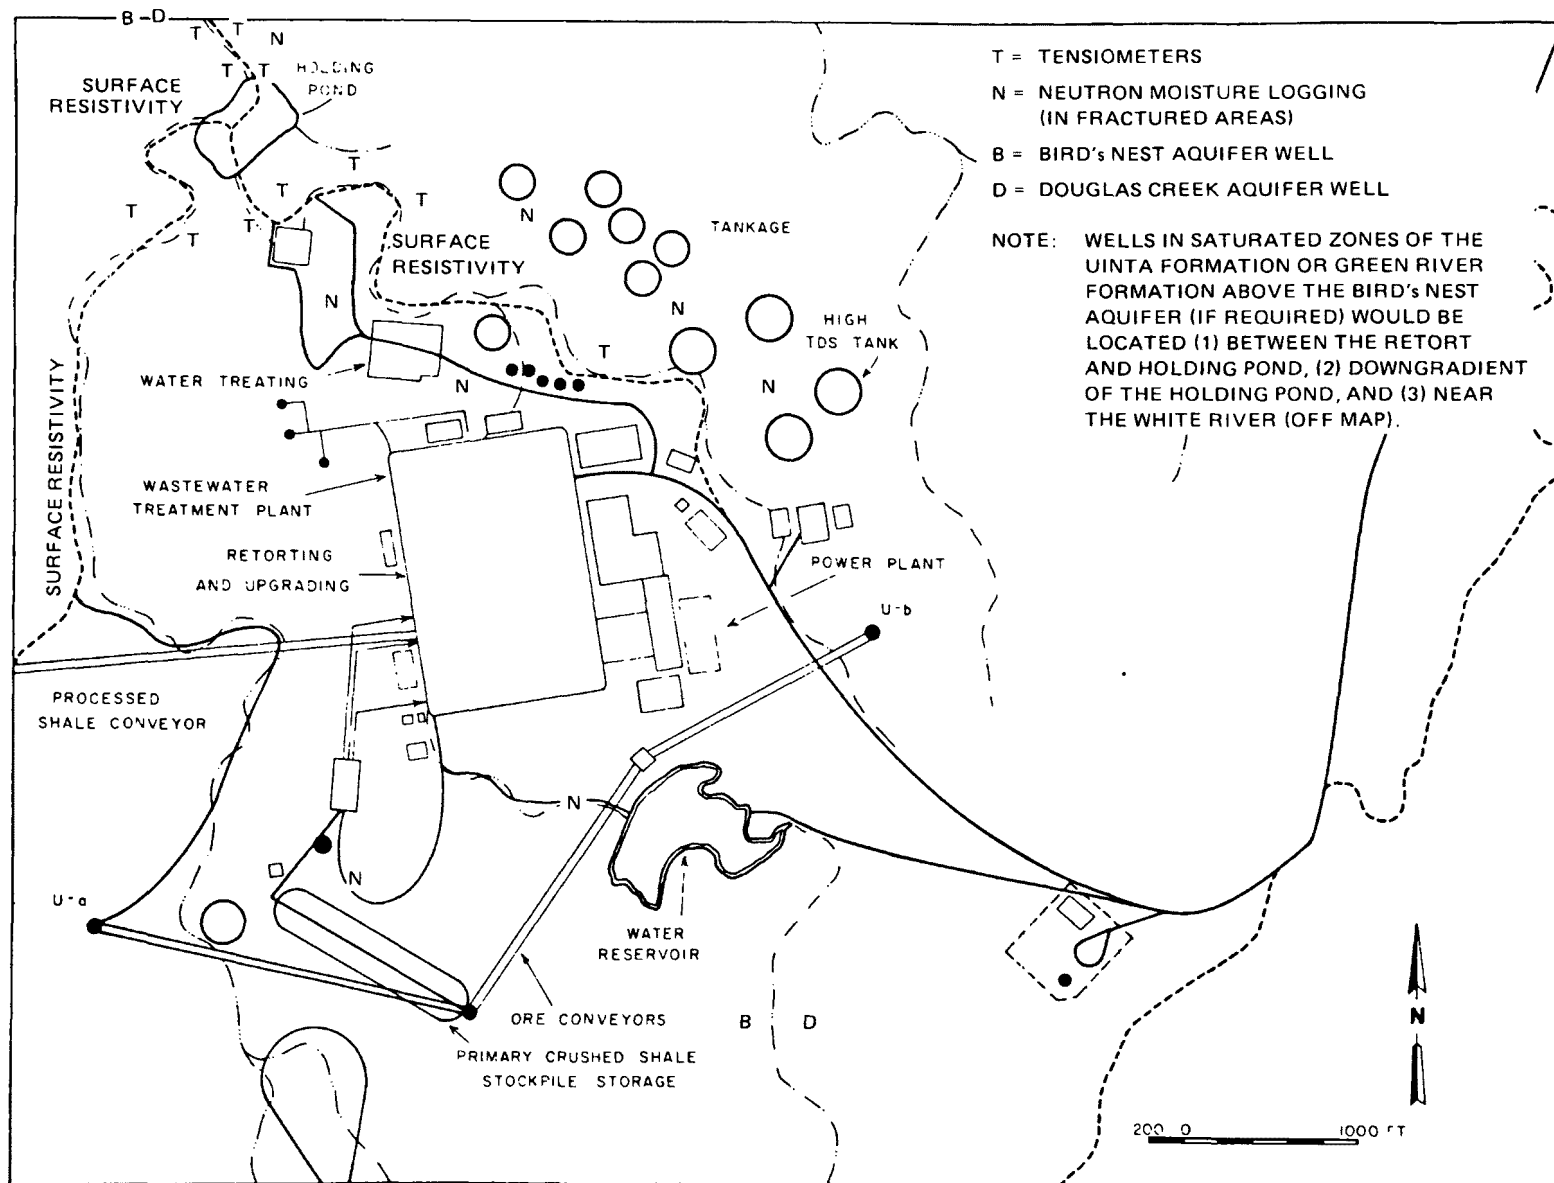 B-D
T T N
T T
HOLDING
POND
SURFACE
RESISTIVITY
T = TENSIOMETERS
N = NEUTRON MOISTURE LOGGING
(IN FRACTURED AREAS)
B = BIRD's NEST AQUIFER WELL
D = DOUGLAS CREEK AQUIFER WELL
NOTE: WELLS IN SATURATED ZONES OF THE
UINTA FORMATION OR GREEN RIVER
FORMATION ABOVE THE BIRD's NEST
AQUIFER (IF REQUIRED) WOULD BE
LOCATED (1) BETWEEN THE RETORT
AND HOLDING POND, (2) DOWNGRADIENT
OF THE HOLDING POND, AND (3) NEAR
THE WHITE RIVER (OFF MAP).
T
T
T
T
T
T
N
TANKAGE
SURFACE
RESISTIVITY
N
N
HIGH
TDS TANK
T
WATER TREATING
N
N
SURFACE RESISTIVITY
WASTEWATER
TREATMENT PLANT
RETORTING
AND UPGRADING
POWER PLANT
U-b
PROCESSED
SHALE CONVEYOR
N
N
U-a
WATER
RESERVOIR
ORE CONVEYORS
B D
PRIMARY CRUSHED SHALE
STOCKPILE STORAGE
N
200 0 1000 FT